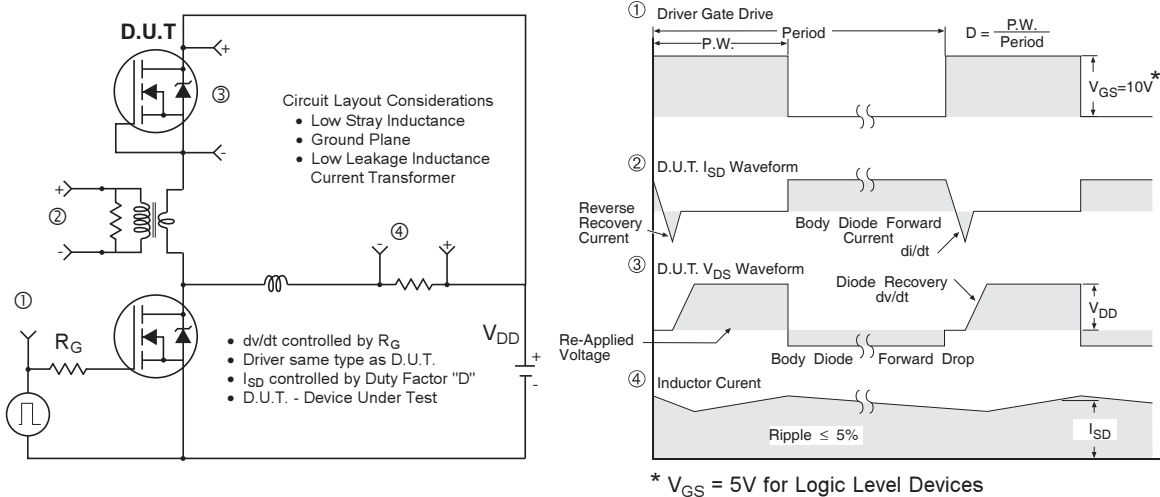 D.U.T
+
③
-
Circuit Layout Considerations
• Low Stray Inductance
• Ground Plane
• Low Leakage Inductance
Current Transformer
+
②
-
④
- +
①
R_G
• dv/dt controlled by R_G
• Driver same type as D.U.T.
• I_SD controlled by Duty Factor "D"
• D.U.T. - Device Under Test
V_DD
+
-
① Driver Gate Drive
Period
P.W.
D = P.W. / Period
V_GS=10V*
② D.U.T. I_SD Waveform
Reverse
Recovery
Current
Body Diode Forward
Current
di/dt
③ D.U.T. V_DS Waveform
Diode Recovery
dv/dt
V_DD
Re-Applied
Voltage
Body Diode Forward Drop
④ Inductor Curent
Ripple ≤ 5%
I_SD
* V_GS = 5V for Logic Level Devices